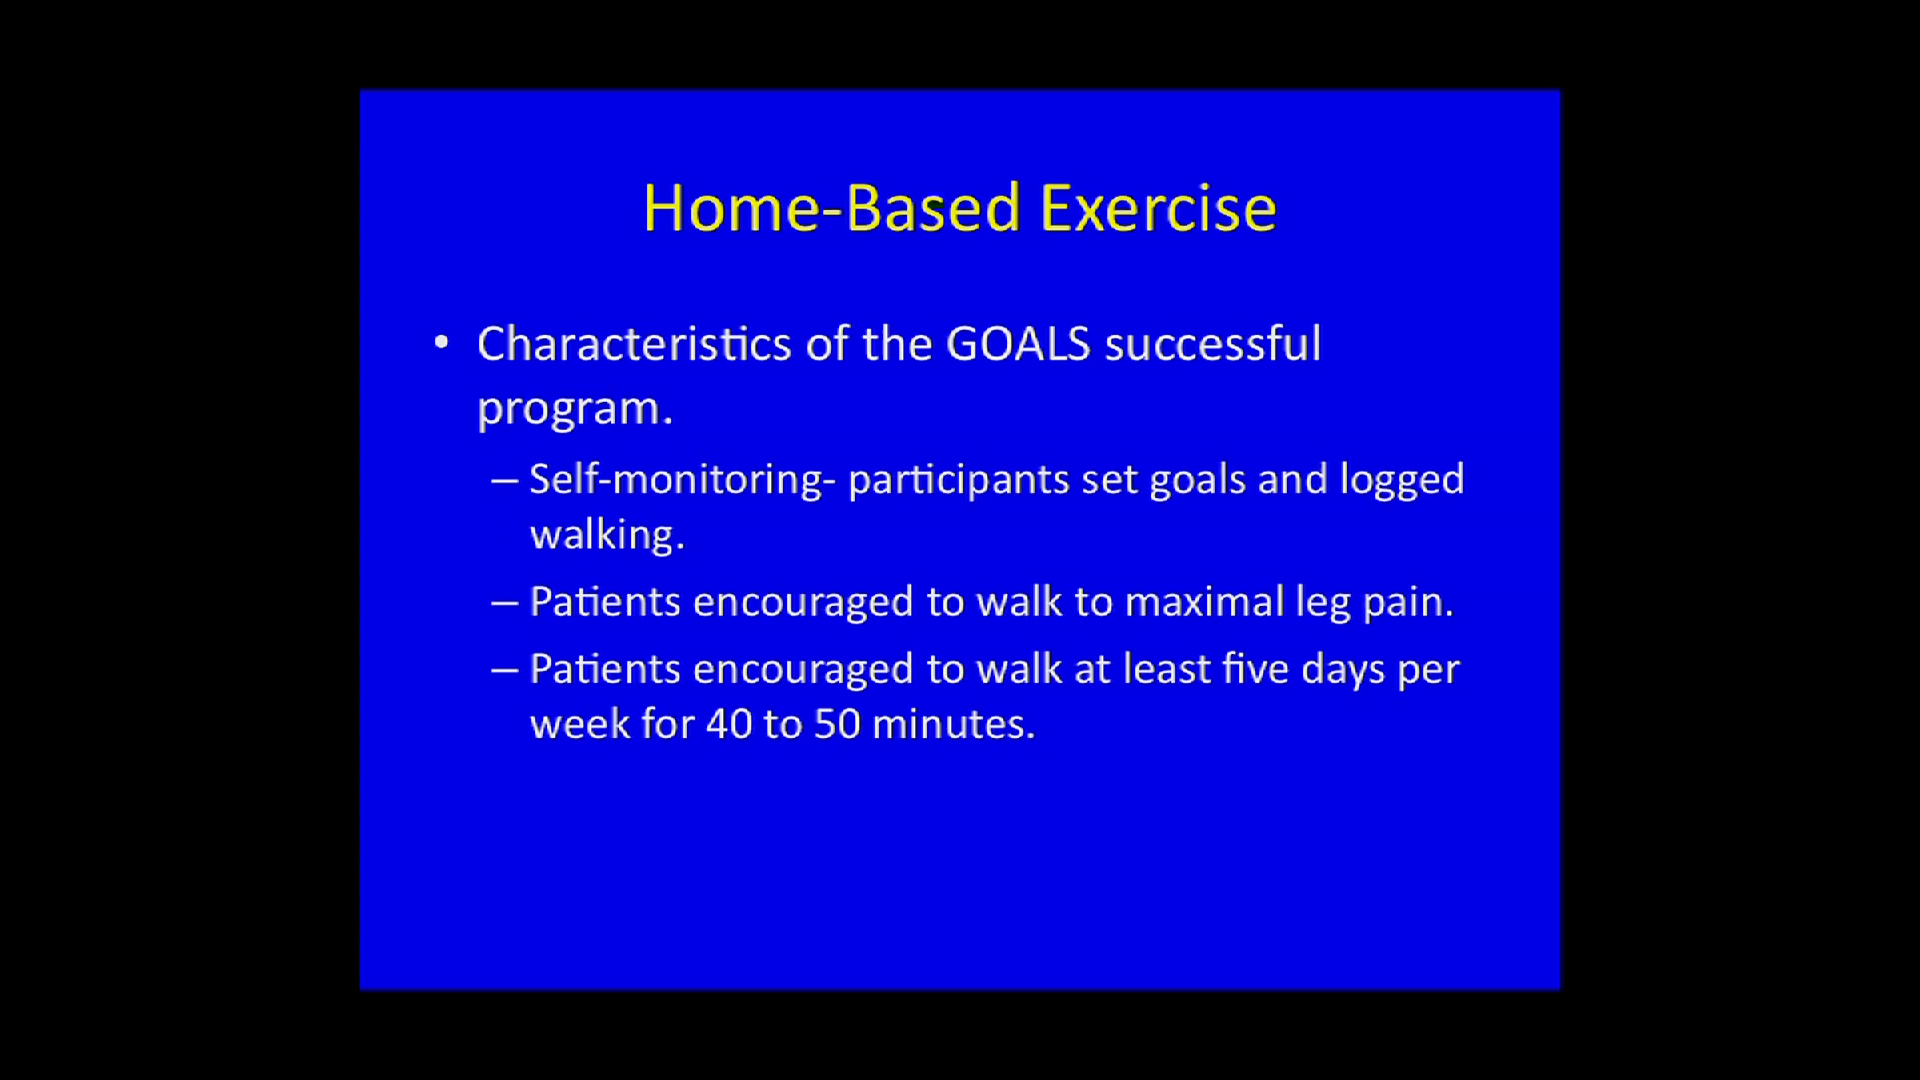 Home-Based Exercise
• Characteristics of the GOALS successful
program.
– Self-monitoring- participants set goals and logged
walking.
– Patients encouraged to walk to maximal leg pain.
– Patients encouraged to walk at least five days per
week for 40 to 50 minutes.